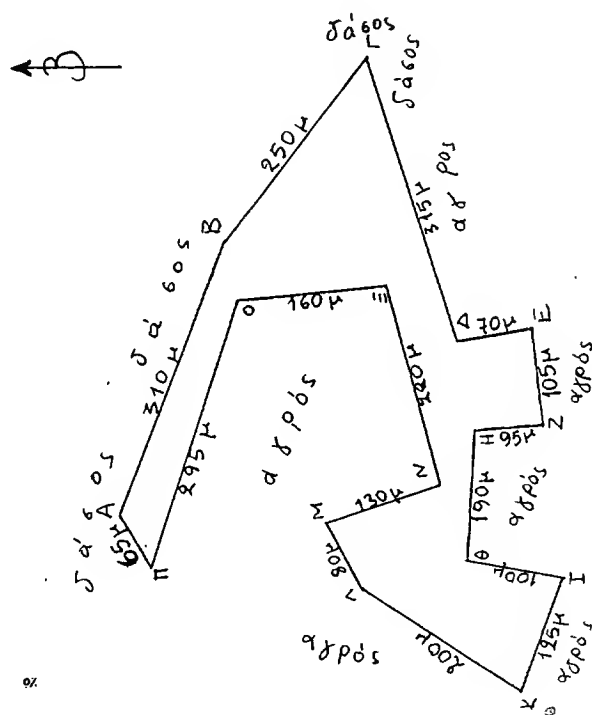 δάσος
Γ
δάσος
Β
250μ
Β
δάσος
310μ
δάσος
Α
65μ
Π
295μ
Ο
160μ
Ξ
220μ
Ν
130μ
Μ
80μ
Λ
200μ
Κ
125μ
Ι
100μ
Θ
190μ
Η
95μ
Ζ
105μ
Ε
70μ
Δ
315μ
αγρός
αγρός
αγρός
αγρός
αγρός
αγρός